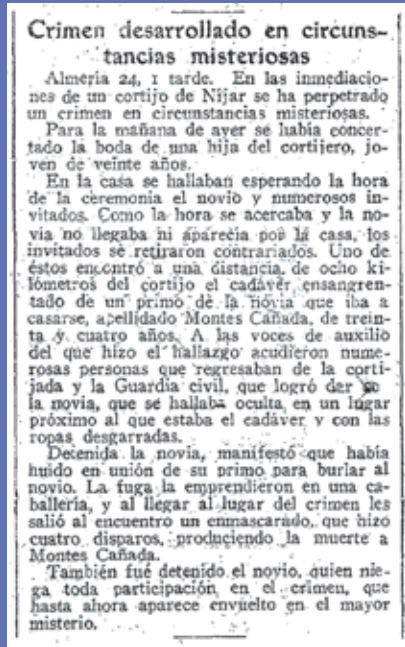 Crimen desarrollado en circuns-
tancias misteriosas
Almería 24, 1 tarde. En las inmediacio-
nes de un cortijo de Níjar se ha perpetrado
un crimen en circunstancias misteriosas.
Para la mañana de ayer se había concer-
tado la boda de una hija del cortijero, jo-
ven de veinte años.
En la casa se hallaban esperando la hora
de la ceremonia el novio y numerosos in-
vitados. Como la hora se acercaba y la no-
via no llegaba ni aparecía por la casa, los
invitados se retiraron contrariados. Uno de
éstos encontró a una distancia de ocho ki-
lómetros del cortijo el cadáver ensangren-
tado de un primo de la novia que iba a
casarse, apellidado Montes Cañada, de trein-
ta y cuatro años. A las voces de auxilio
del que hizo el hallazgo acudieron nume-
rosas personas que regresaban de la corti-
jada y la Guardia civil, que logró dar
la novia, que se hallaba oculta en un lugar
próximo al que estaba el cadáver y con las
ropas desgarradas.
Detenida la novia, manifestó que había
huído en unión de su primo para burlar al
novio. La fuga la emprendieron en una ca-
ballería, y al llegar al lugar del crimen les
salió al encuentro un enmascarado, que hizo
cuatro disparos, produciendo la muerte a
Montes Cañada.
También fué detenido el novio, quien nie-
ga toda participación en el crimen, que
hasta ahora aparece envuelto en el mayor
misterio.